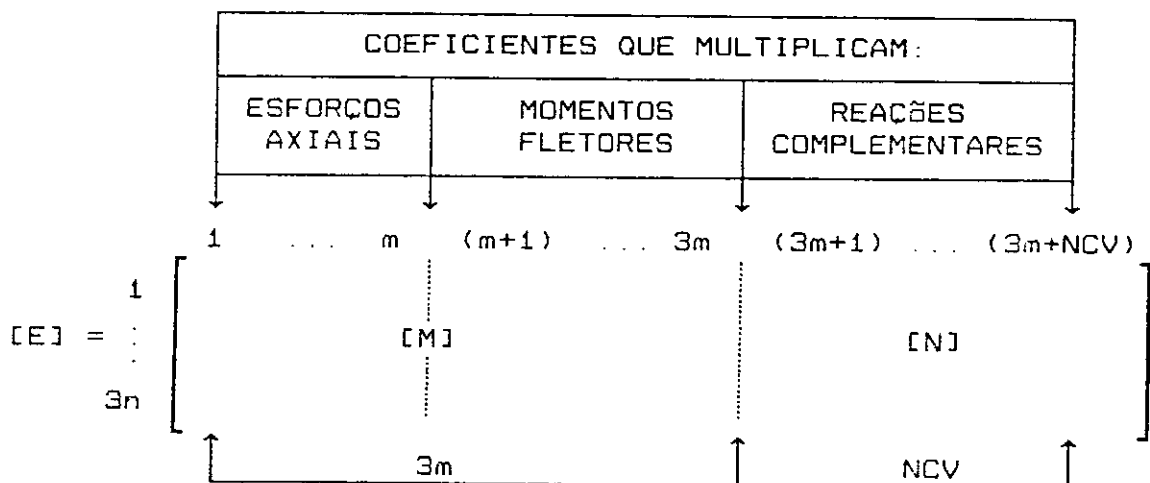 COEFICIENTES QUE MULTIPLICAM:
ESFORÇOS AXIAIS
MOMENTOS FLETORES
REAÇÕES COMPLEMENTARES
1 ... m (m+1) ... 3m (3m+1) ... (3m+NCV)
1
[E] = : [M] [N]
3n
3m NCV